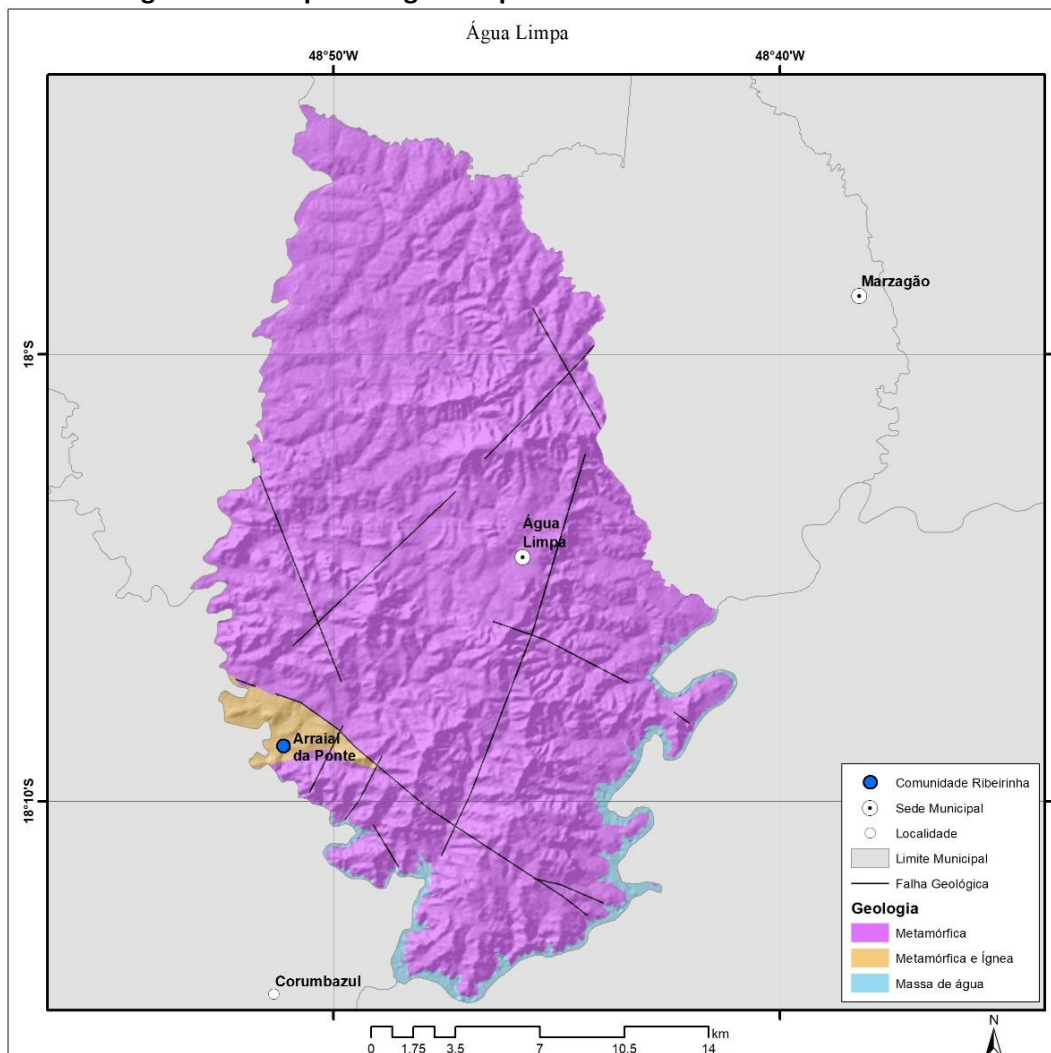 Água Limpa
48°50'W
48°40'W
Marzagão
18°S
Água
Limpa
Arraial
da Ponte
18°10'S
Corumbazul
Comunidade Ribeirinha
Sede Municipal
Localidade
Limite Municipal
Falha Geológica
Geologia
Metamórfica
Metamórfica e Ígnea
Massa de água
km
0 1.75 3.5 7 10.5 14
N